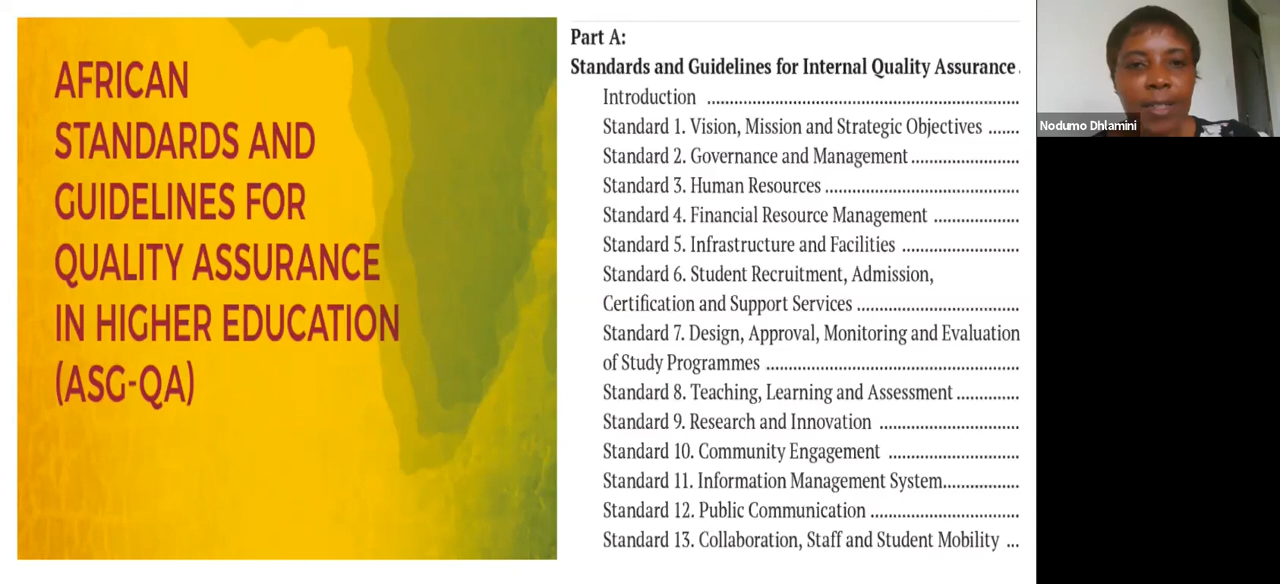 AFRICAN
STANDARDS AND
GUIDELINES FOR
QUALITY ASSURANCE
IN HIGHER EDUCATION
(ASG-QA)
Part A:
Standards and Guidelines for Internal Quality Assurance .
Introduction ........................................................................
Standard 1. Vision, Mission and Strategic Objectives .......
Standard 2. Governance and Management .........................
Standard 3. Human Resources .............................................
Standard 4. Financial Resource Management ...................
Standard 5. Infrastructure and Facilities ...........................
Standard 6. Student Recruitment, Admission,
Certification and Support Services .....................................
Standard 7. Design, Approval, Monitoring and Evaluation
of Study Programmes ..........................................................
Standard 8. Teaching, Learning and Assessment ..............
Standard 9. Research and Innovation ................................
Standard 10. Community Engagement ..............................
Standard 11. Information Management System.................
Standard 12. Public Communication ..................................
Standard 13. Collaboration, Staff and Student Mobility ...
Nodumo Dhlamini